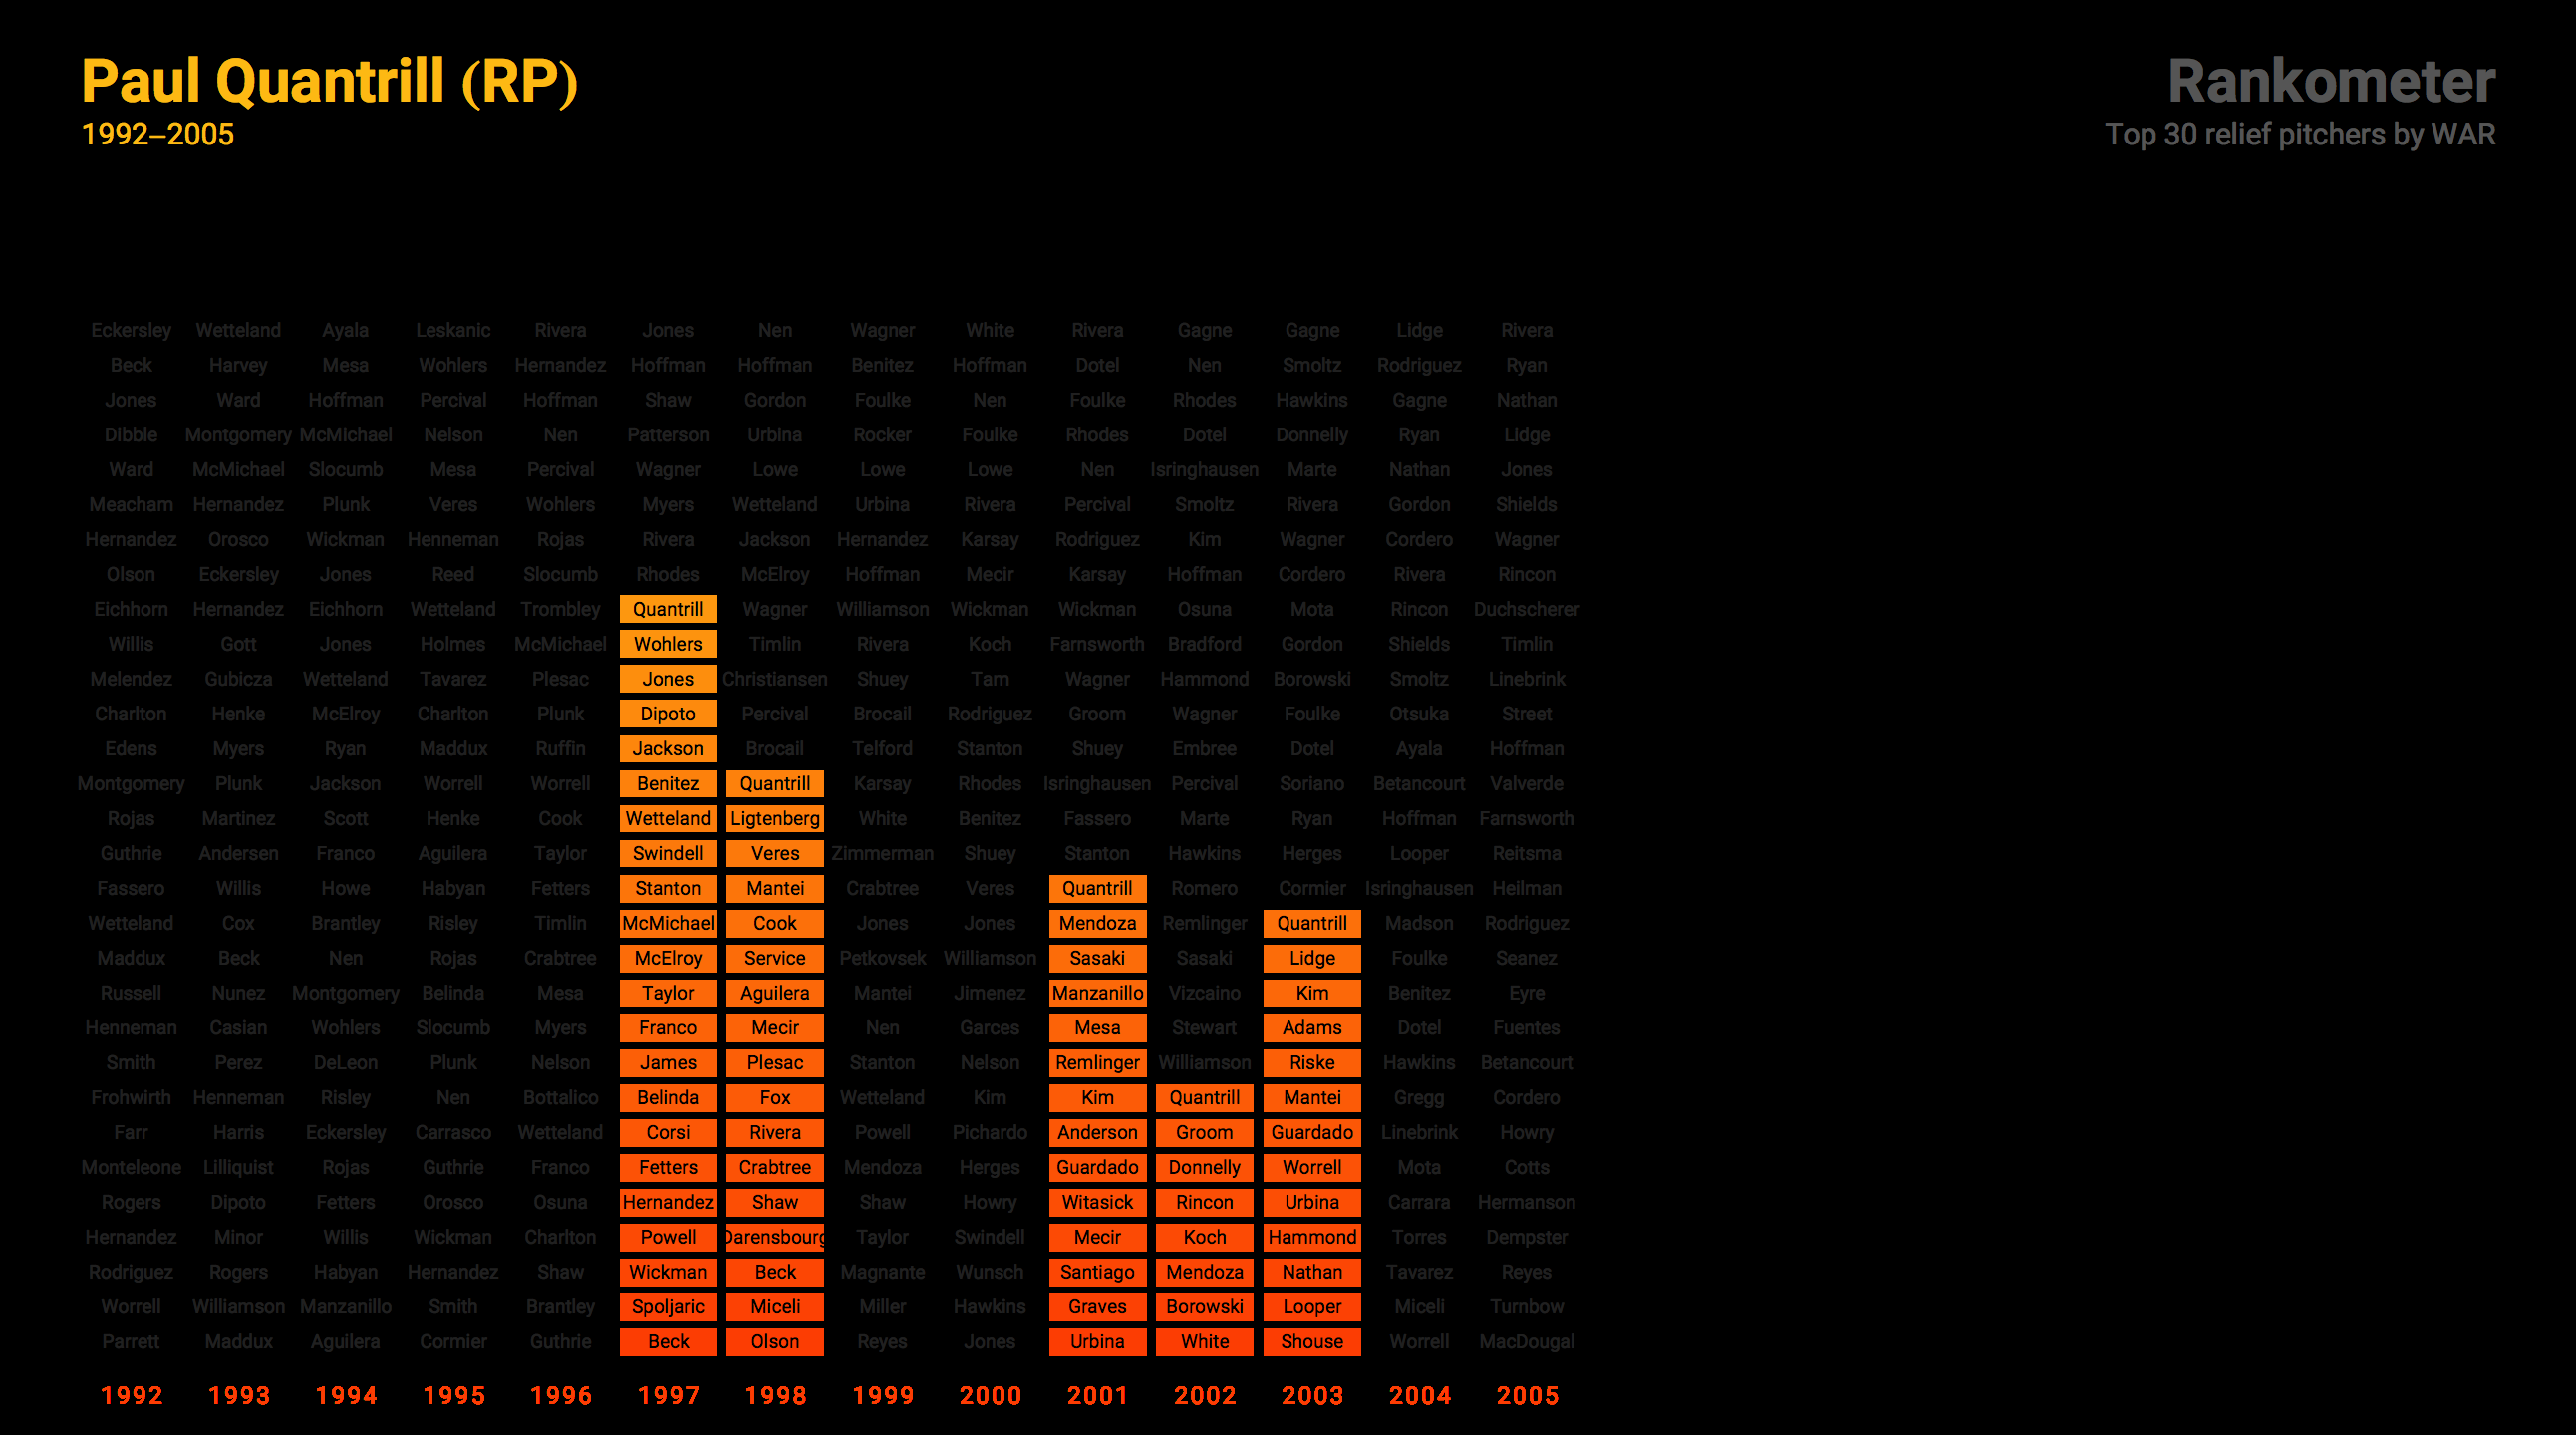 Paul Quantrill (RP)
1992–2005
Rankometer
Top 30 relief pitchers by WAR
Eckersley Wetteland Ayala Leskanic Rivera Jones Nen Wagner White Rivera Gagne Gagne Lidge Rivera
Beck Harvey Mesa Wohlers Hernandez Hoffman Hoffman Benitez Hoffman Dotel Nen Smoltz Rodriguez Ryan
Jones Ward Hoffman Percival Hoffman Shaw Gordon Foulke Nen Foulke Rhodes Hawkins Gagne Nathan
Dibble Montgomery McMichael Nelson Nen Patterson Urbina Rocker Foulke Rhodes Dotel Donnelly Ryan Lidge
Ward McMichael Slocumb Mesa Percival Wagner Lowe Lowe Lowe Nen Isringhausen Marte Nathan Jones
Meacham Hernandez Plunk Veres Wohlers Myers Wetteland Urbina Rivera Percival Smoltz Rivera Gordon Shields
Hernandez Orosco Wickman Henneman Rojas Rivera Jackson Hernandez Karsay Rodriguez Kim Wagner Cordero Wagner
Olson Eckersley Jones Reed Slocumb Rhodes McElroy Hoffman Mecir Karsay Hoffman Cordero Rivera Rincon
Eichhorn Hernandez Eichhorn Wetteland Trombley Quantrill Wagner Williamson Wickman Wickman Osuna Mota Rincon Duchscherer
Willis Gott Jones Holmes McMichael Wohlers Timlin Rivera Koch Farnsworth Bradford Gordon Shields Timlin
Melendez Gubicza Wetteland Tavarez Plesac Jones Christiansen Shuey Tam Wagner Hammond Borowski Smoltz Linebrink
Charlton Henke McElroy Charlton Plunk Dipoto Percival Brocail Rodriguez Groom Wagner Foulke Otsuka Street
Edens Myers Ryan Maddux Ruffin Jackson Brocail Telford Stanton Shuey Embree Dotel Ayala Hoffman
Montgomery Plunk Jackson Worrell Worrell Benitez Quantrill Karsay Rhodes Isringhausen Percival Soriano Betancourt Valverde
Rojas Martinez Scott Henke Cook Wetteland Ligtenberg White Benitez Fassero Marte Ryan Hoffman Farnsworth
Guthrie Andersen Franco Aguilera Taylor Swindell Veres Zimmerman Shuey Stanton Hawkins Herges Looper Reitsma
Fassero Willis Howe Habyan Fetters Stanton Mantei Crabtree Veres Quantrill Romero Cormier Isringhausen Heilman
Wetteland Cox Brantley Risley Timlin McMichael Cook Jones Jones Mendoza Remlinger Quantrill Madson Rodriguez
Maddux Beck Nen Rojas Crabtree McElroy Service Petkovsek Williamson Sasaki Sasaki Lidge Foulke Seanez
Russell Nunez Montgomery Belinda Mesa Taylor Aguilera Mantei Jimenez Manzanillo Vizcaino Kim Benitez Eyre
Henneman Casian Wohlers Slocumb Myers Franco Mecir Nen Garces Mesa Stewart Adams Dotel Fuentes
Smith Perez DeLeon Plunk Nelson James Plesac Stanton Nelson Remlinger Williamson Riske Hawkins Betancourt
Frohwirth Henneman Risley Nen Bottalico Belinda Fox Wetteland Kim Kim Quantrill Mantei Gregg Cordero
Farr Harris Eckersley Carrasco Wetteland Corsi Rivera Powell Pichardo Anderson Groom Guardado Linebrink Howry
Monteleone Lilliquist Rojas Guthrie Franco Fetters Crabtree Mendoza Herges Guardado Donnelly Worrell Mota Cotts
Rogers Dipoto Fetters Orosco Osuna Hernandez Shaw Shaw Howry Witasick Rincon Urbina Carrara Hermanson
Hernandez Minor Willis Wickman Charlton Powell Darensbourg Taylor Swindell Mecir Koch Hammond Torres Dempster
Rodriguez Rogers Habyan Hernandez Shaw Wickman Beck Magnante Wunsch Santiago Mendoza Nathan Tavarez Reyes
Worrell Williamson Manzanillo Smith Brantley Spoljaric Miceli Miller Hawkins Graves Borowski Looper Miceli Turnbow
Parrett Maddux Aguilera Cormier Guthrie Beck Olson Reyes Jones Urbina White Shouse Worrell MacDougal
1992 1993 1994 1995 1996 1997 1998 1999 2000 2001 2002 2003 2004 2005